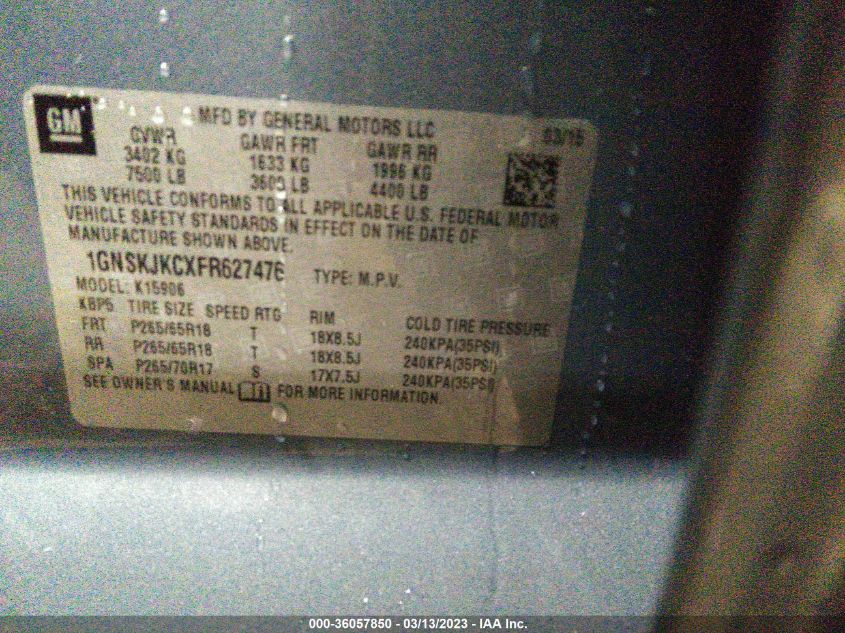 GM
MFD BY GENERAL MOTORS LLC 03/15
GVWR GAWR FRT GAWR RR
3402 KG 1633 KG 1996 KG
7500 LB 3600 LB 4400 LB
THIS VEHICLE CONFORMS TO ALL APPLICABLE U.S. FEDERAL MOTOR
VEHICLE SAFETY STANDARDS IN EFFECT ON THE DATE OF
MANUFACTURE SHOWN ABOVE.
1GNSKJKCXFR627476 TYPE: M.P.V.
MODEL: K15906
KBP5 TIRE SIZE SPEED RTG RIM COLD TIRE PRESSURE
FRT P265/65R18 T 18X8.5J 240KPA(35PSI)
RR P265/65R18 T 18X8.5J 240KPA(35PSI)
SPA P265/70R17 S 17X7.5J 240KPA(35PSI)
SEE OWNER'S MANUAL FOR MORE INFORMATION
000-36057850 - 03/13/2023 - IAA Inc.